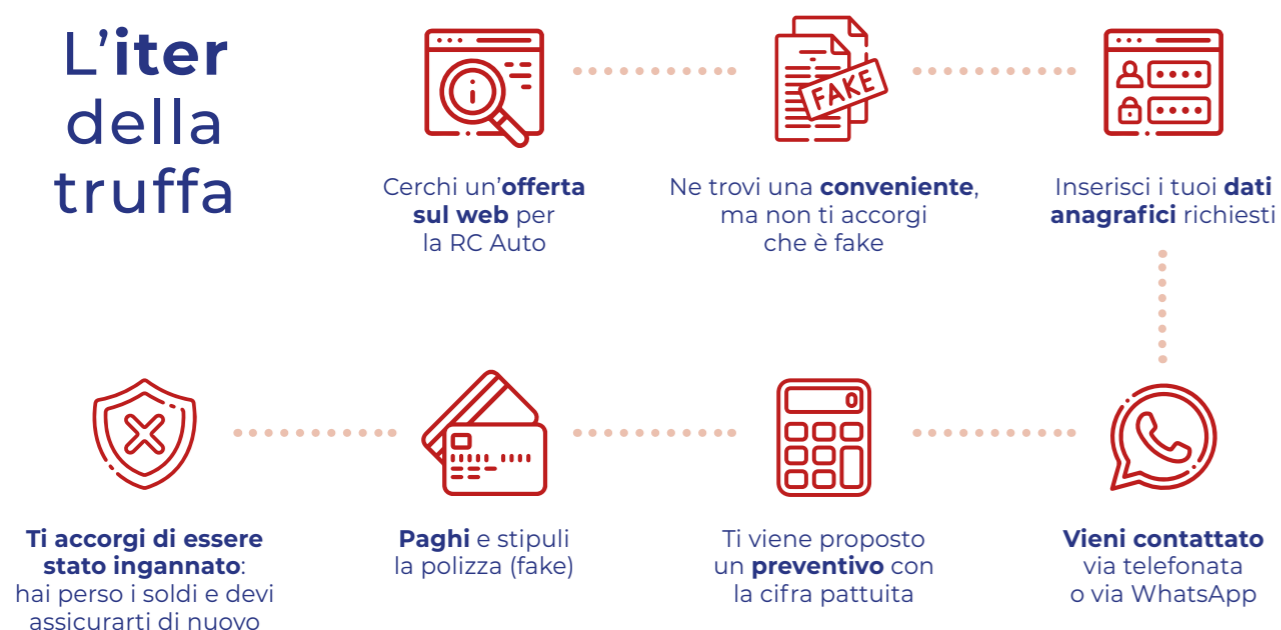 L'iter
della
truffa
FAKE
Cerchi un'offerta
sul web per
la RC Auto
Ne trovi una conveniente,
ma non ti accorgi
che è fake
Inserisci i tuoi dati
anagrafici richiesti
0
Vieni contattato
via telefonata
o via WhatsApp
Ti viene proposto
un preventivo con
la cifra pattuita
Paghi e stipuli
la polizza (fake)
Ti accorgi di essere
stato ingannato:
hai perso i soldi e devi
assicurarti di nuovo